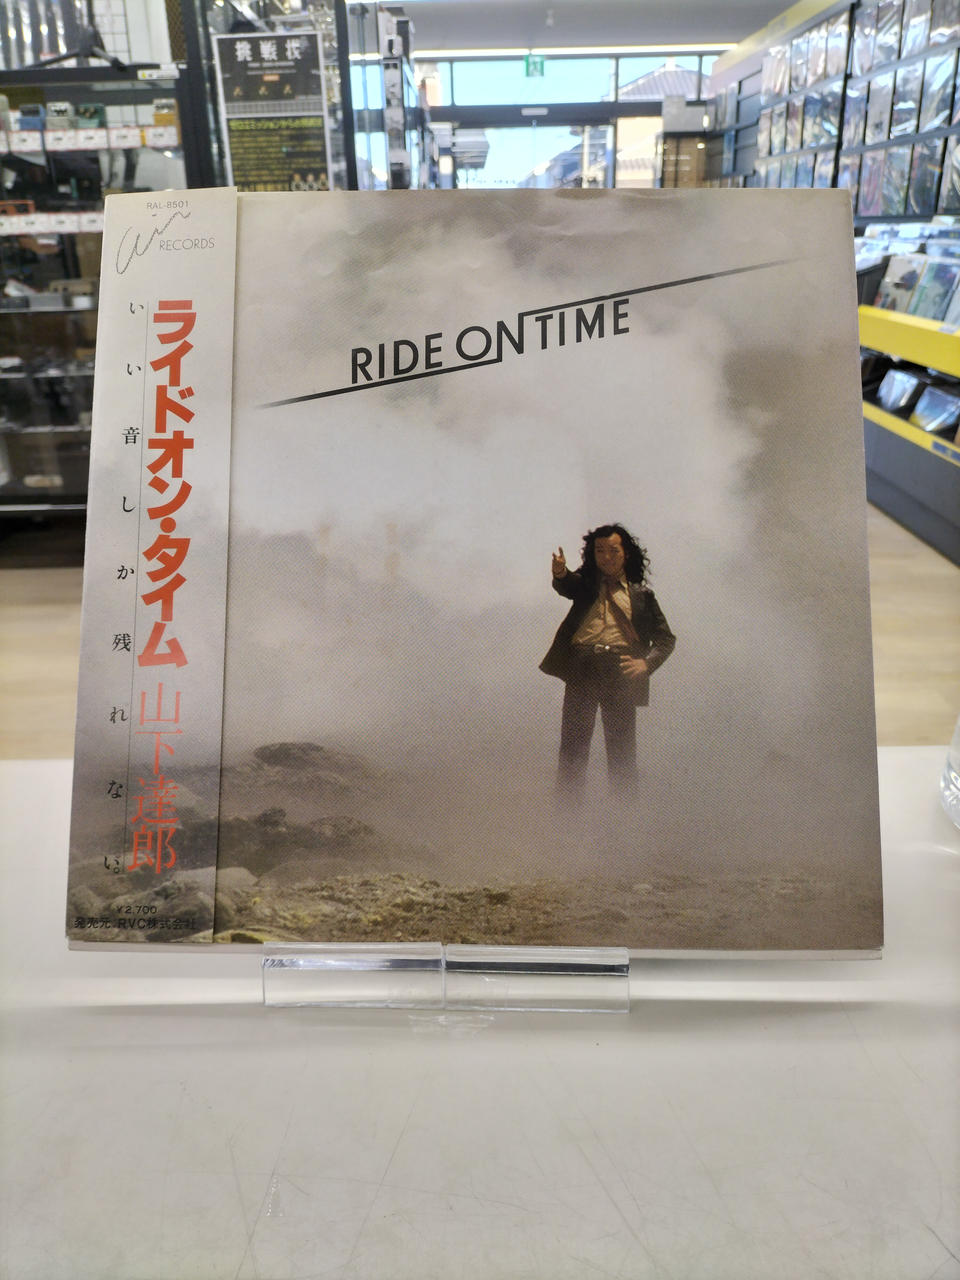 挑戦状
RAL-8501
Air
RECORDS
ライド・オン・タイム
山下達郎
いい音しか残れない。
¥2,700
発売元:RVC株式会社
RIDE ON TIME